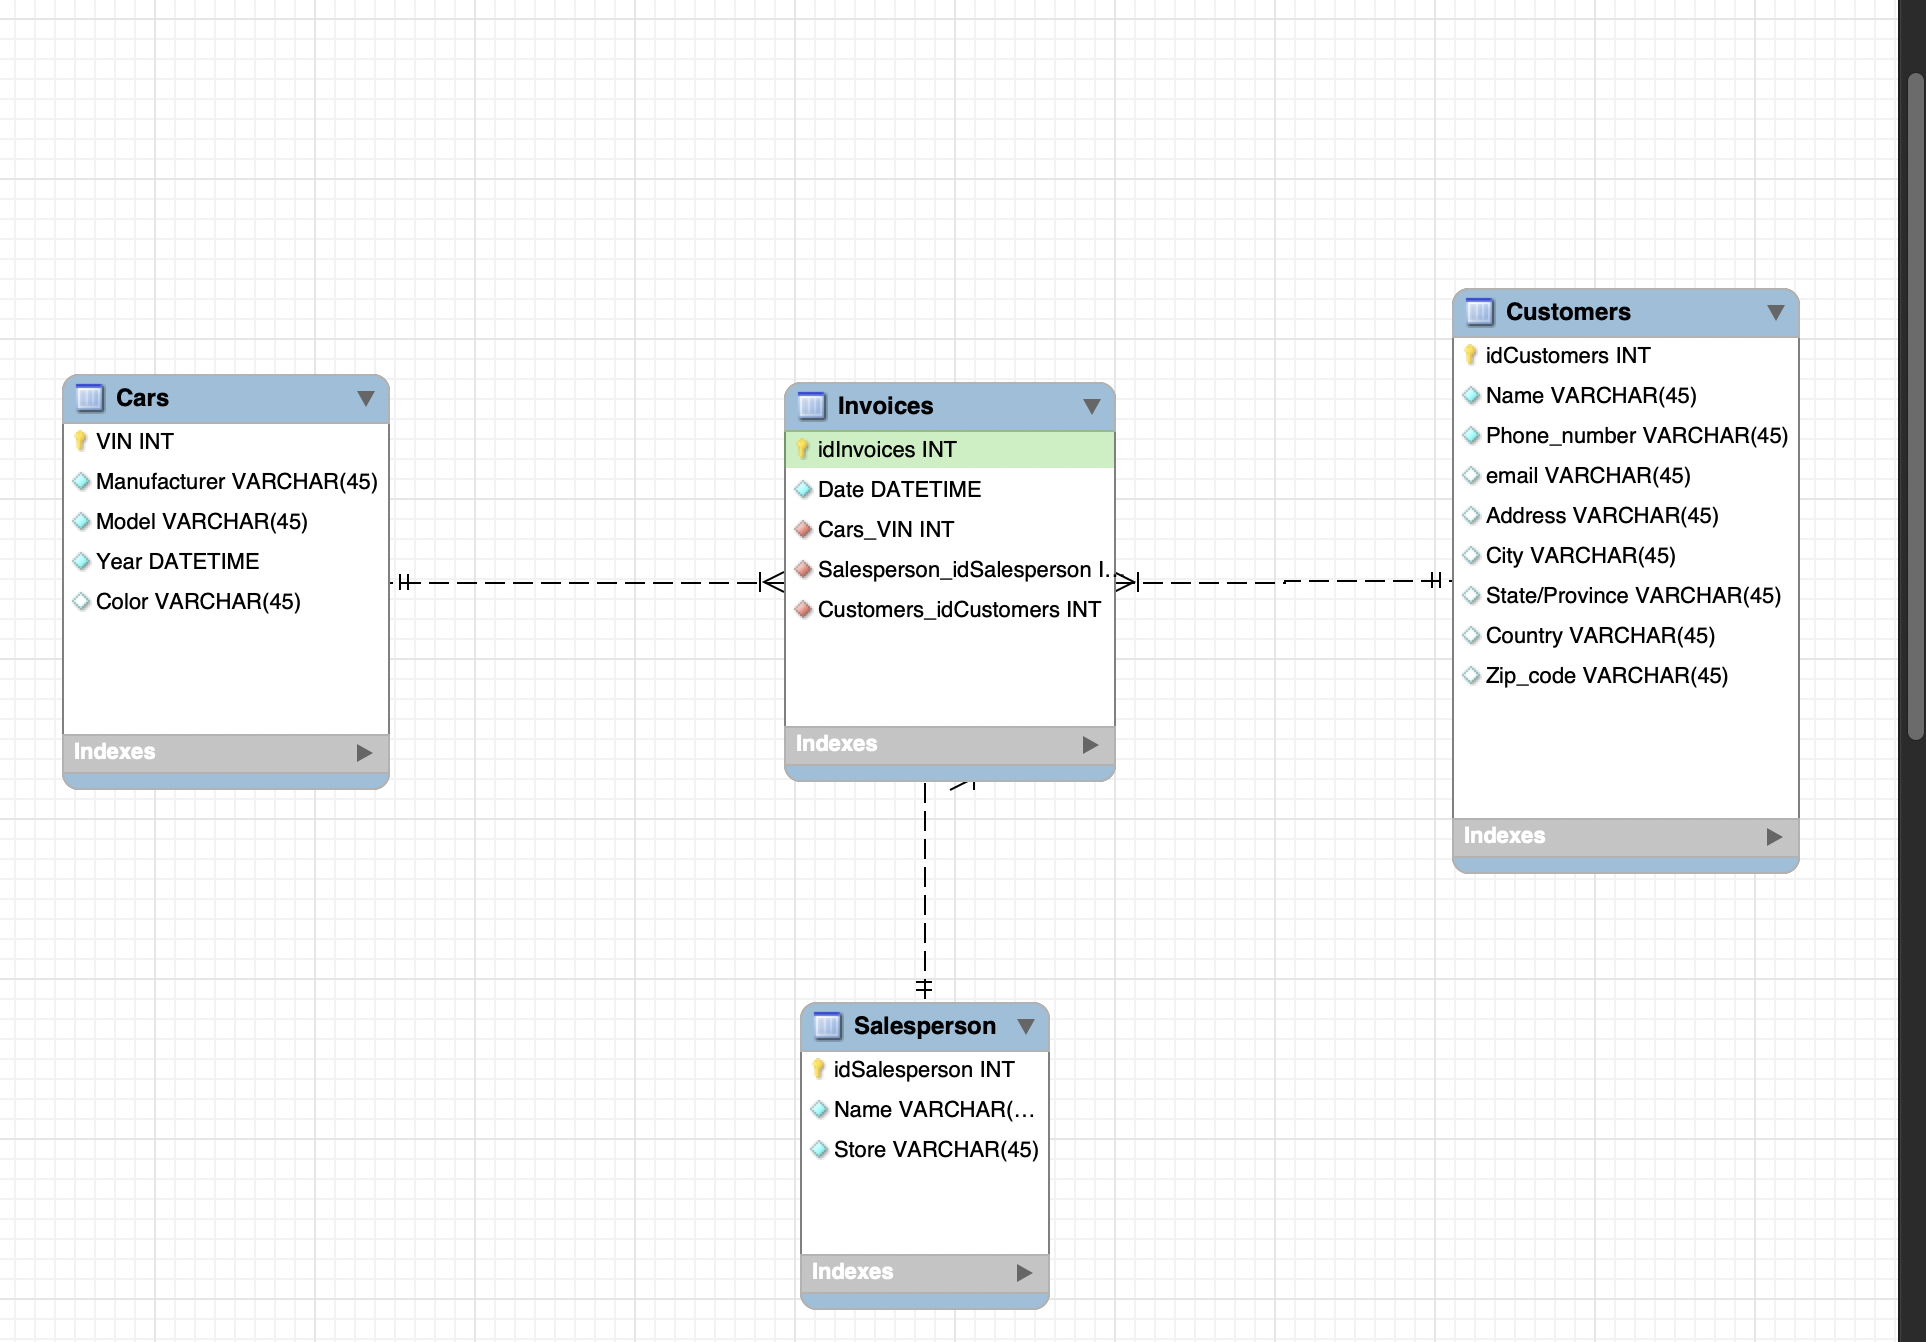 Cars
VIN INT
Manufacturer VARCHAR(45)
Model VARCHAR(45)
Year DATETIME
Color VARCHAR(45)
Indexes
Invoices
idInvoices INT
Date DATETIME
Cars_VIN INT
Salesperson_idSalesperson I...
Customers_idCustomers INT
Indexes
Customers
idCustomers INT
Name VARCHAR(45)
Phone_number VARCHAR(45)
email VARCHAR(45)
Address VARCHAR(45)
City VARCHAR(45)
State/Province VARCHAR(45)
Country VARCHAR(45)
Zip_code VARCHAR(45)
Indexes
Salesperson
idSalesperson INT
Name VARCHAR(...
Store VARCHAR(45)
Indexes